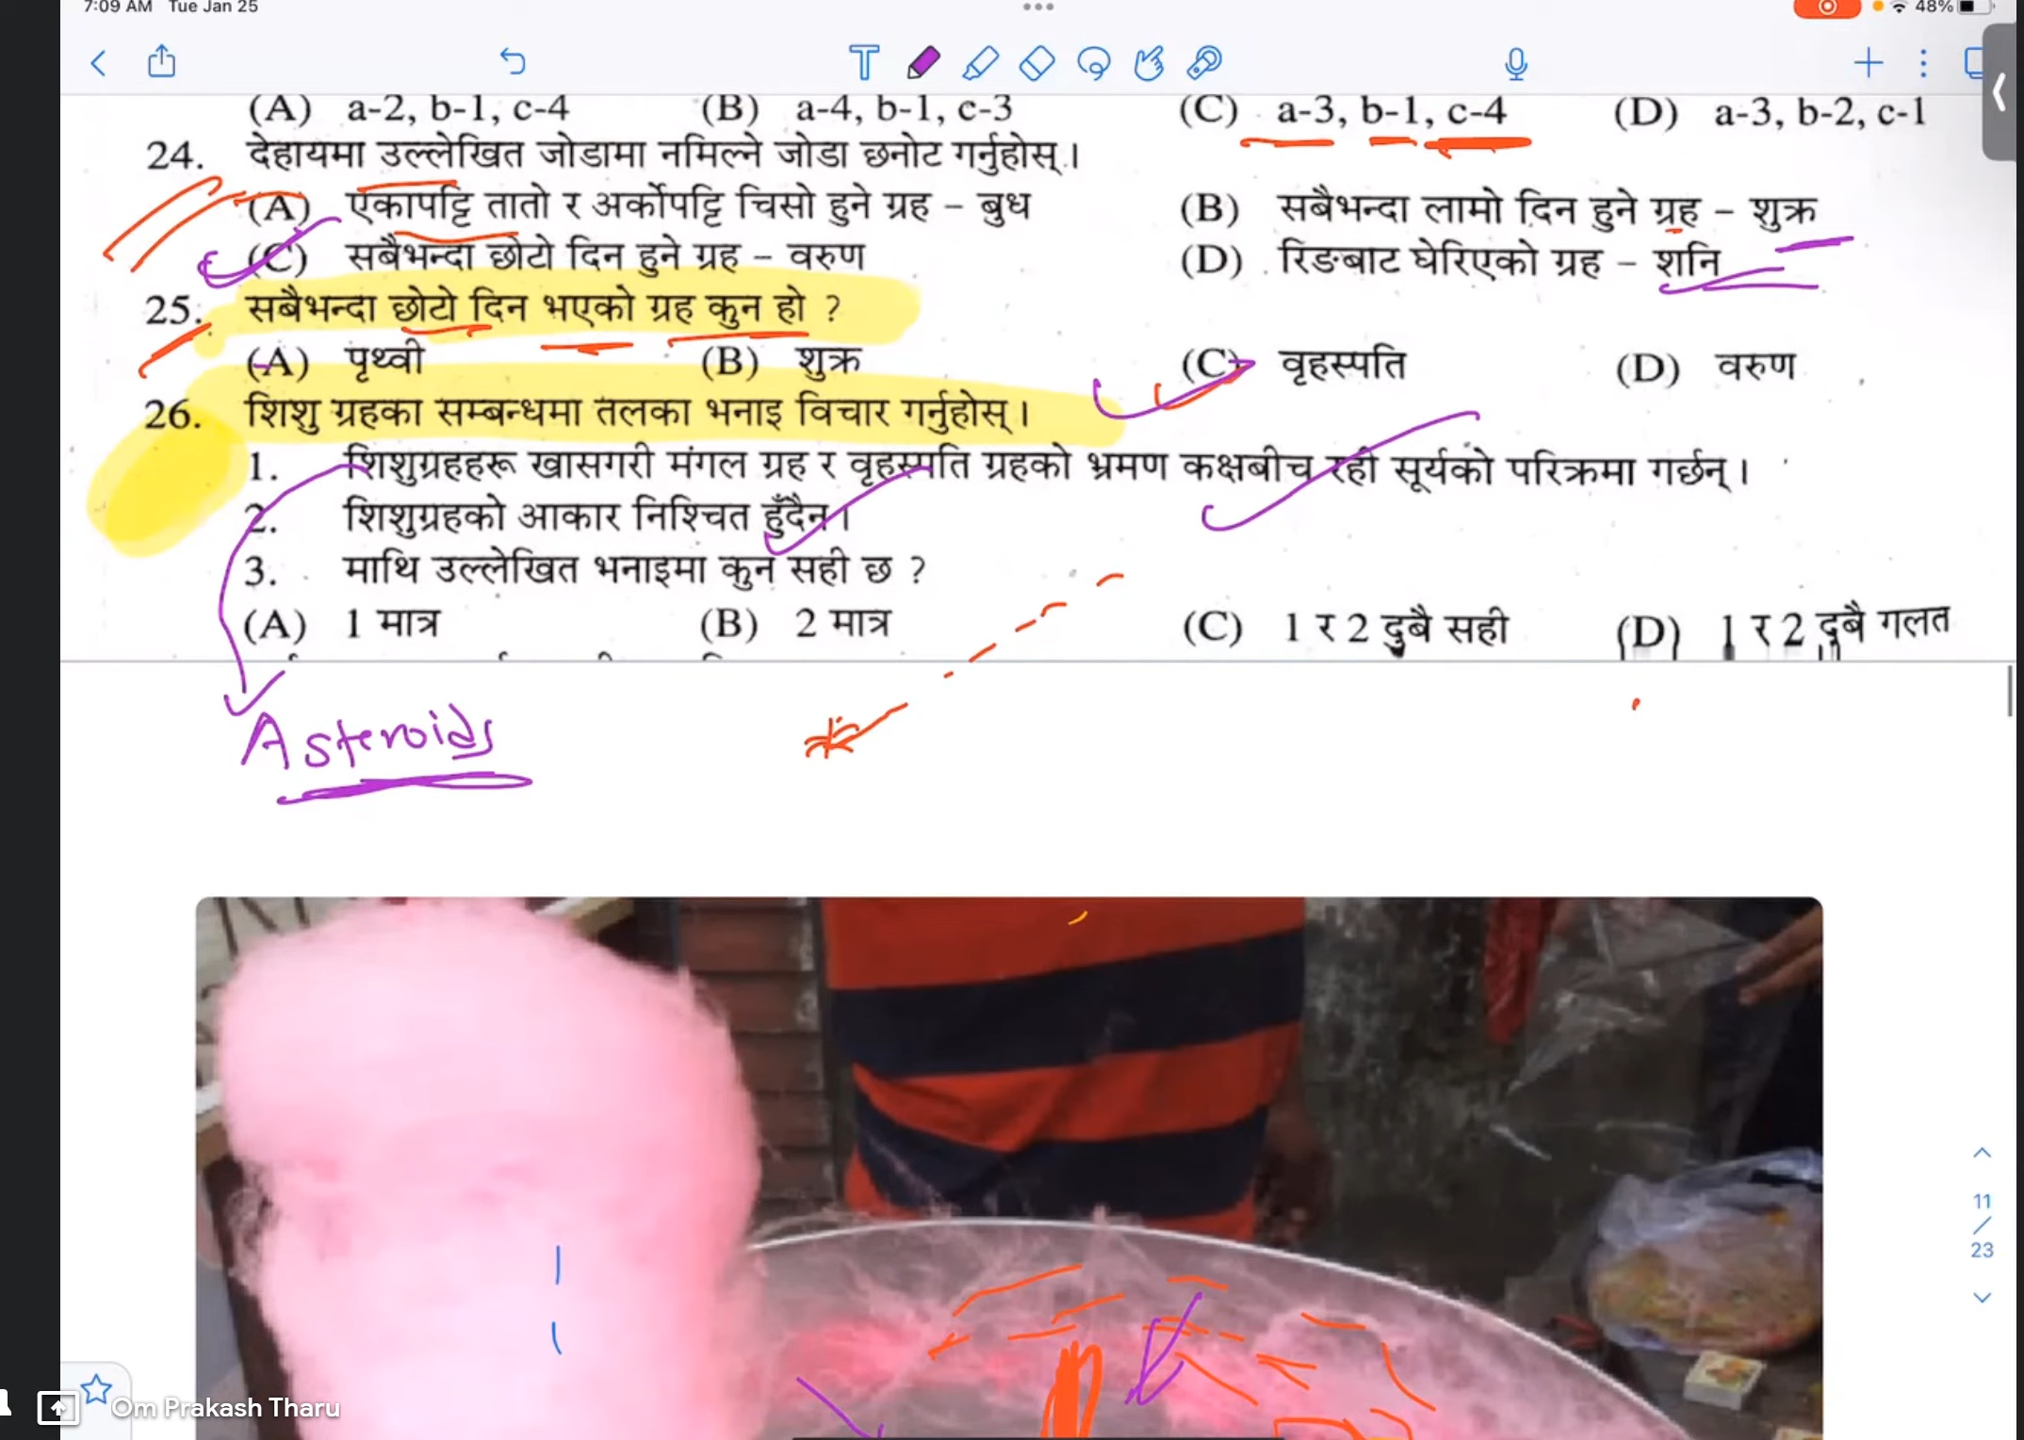 7:09 AM Tue Jan 25
48%
(A) a-2, b-1, c-4 (B) a-4, b-1, c-3 (C) a-3, b-1, c-4 (D) a-3, b-2, c-1
24. देहायमा उल्लेखित जोडामा नमिल्ने जोडा छनोट गर्नुहोस् ।
(A) एकापट्टि तातो र अर्कोपट्टि चिसो हुने ग्रह – बुध (B) सबैभन्दा लामो दिन हुने ग्रह – शुक्र
(C) सबैभन्दा छोटो दिन हुने ग्रह – वरुण (D) रिङबाट घेरिएको ग्रह – शनि
25. सबैभन्दा छोटो दिन भएको ग्रह कुन हो ?
(A) पृथ्वी (B) शुक्र (C) वृहस्पति (D) वरुण
26. शिशु ग्रहका सम्बन्धमा तलका भनाइ विचार गर्नुहोस् ।
1. शिशुग्रहहरू खासगरी मंगल ग्रह र वृहस्पति ग्रहको भ्रमण कक्षबीच रही सूर्यको परिक्रमा गर्छन् ।
2. शिशुग्रहको आकार निश्चित हुँदैन ।
3. माथि उल्लेखित भनाइमा कुन सही छ ?
(A) 1 मात्र (B) 2 मात्र (C) 1 र 2 दुबै सही (D) 1 र 2 दुबै गलत
Asteroids
11
/
23
Om Prakash Tharu